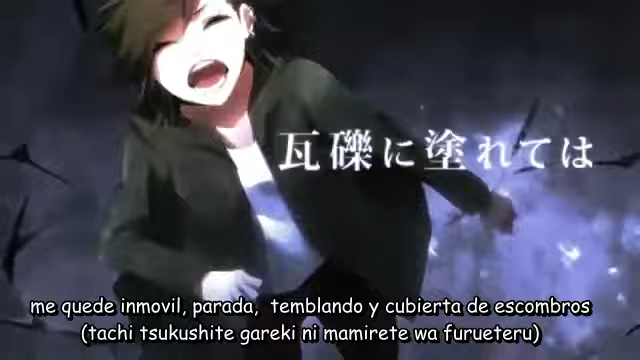 瓦礫に塗れては
me quede inmovil, parada,  temblando y cubierta de escombros
(tachi tsukushite gareki ni mamirete wa furueteru)